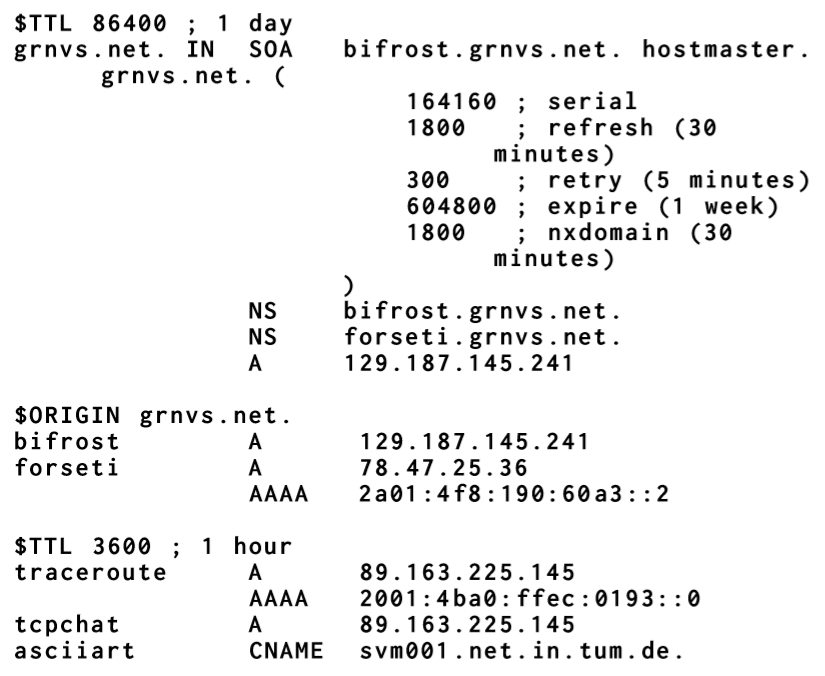 $TTL 86400 ; 1 day
grnvs.net. IN  SOA   bifrost.grnvs.net. hostmaster.
      grnvs.net. (
                         164160 ; serial
                         1800   ; refresh (30
                               minutes)
                         300    ; retry (5 minutes)
                         604800 ; expire (1 week)
                         1800   ; nxdomain (30
                               minutes)
                     )
               NS    bifrost.grnvs.net.
               NS    forseti.grnvs.net.
               A     129.187.145.241

$ORIGIN grnvs.net.
bifrost        A      129.187.145.241
forseti        A      78.47.25.36
               AAAA   2a01:4f8:190:60a3::2

$TTL 3600 ; 1 hour
traceroute     A      89.163.225.145
               AAAA   2001:4ba0:ffec:0193::0
tcpchat        A      89.163.225.145
asciiart       CNAME  svm001.net.in.tum.de.